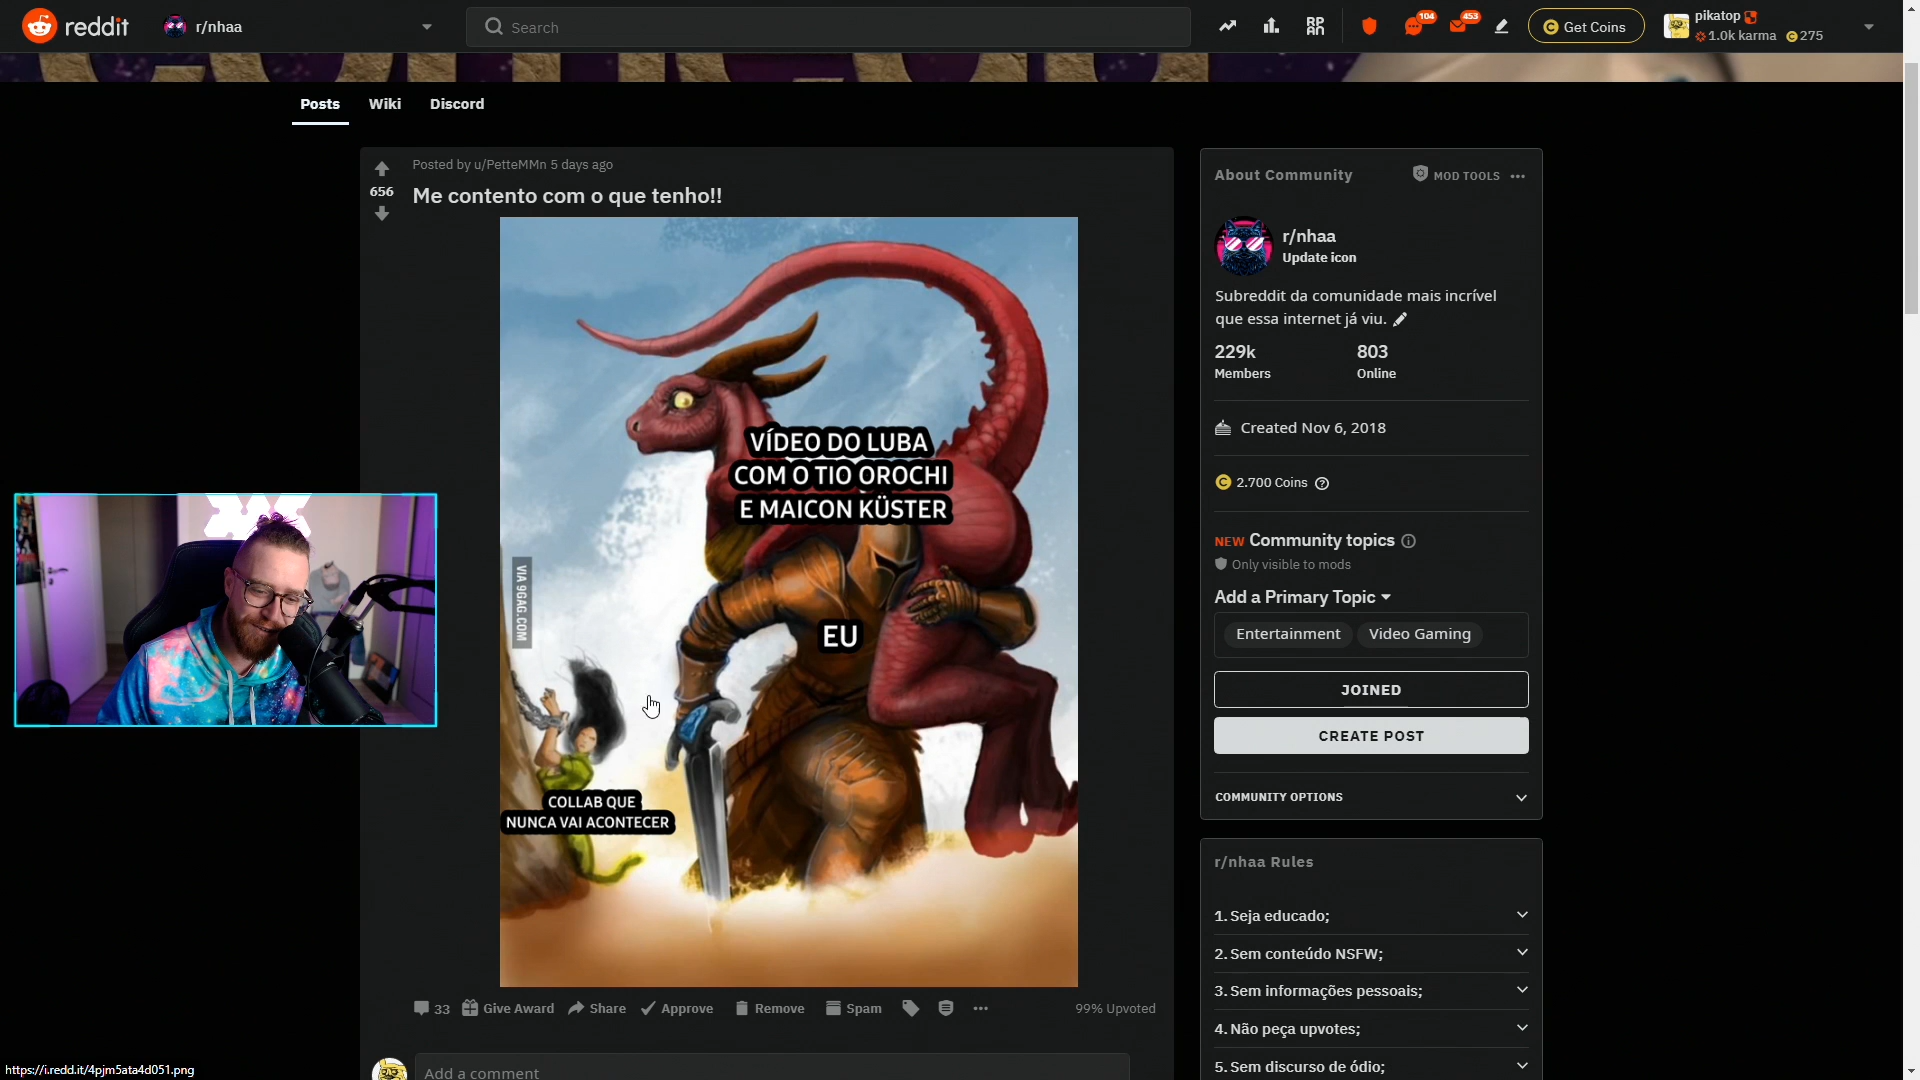 reddit
r/nhaa
Search
104
453
Get Coins
pikatop
1.0k karma
275
Posts
Wiki
Discord
Posted by u/PetteMMn 5 days ago
656
Me contento com o que tenho!!
VÍDEO DO LUBA
COM O TIO OROCHI
E MAICON KÜSTER
EU
VIA 9GAG.COM
COLLAB QUE
NUNCA VAI ACONTECER
33
Give Award
Share
Approve
Remove
Spam
99% Upvoted
Add a comment
About Community
MOD TOOLS
r/nhaa
Update icon
Subreddit da comunidade mais incrível
que essa internet já viu.
229k
803
Members
Online
Created Nov 6, 2018
2.700 Coins
NEW Community topics
Only visible to mods
Add a Primary Topic
Entertainment
Video Gaming
JOINED
CREATE POST
COMMUNITY OPTIONS
r/nhaa Rules
1. Seja educado;
2. Sem conteúdo NSFW;
3. Sem informações pessoais;
4. Não peça upvotes;
5. Sem discurso de ódio;
https://i.redd.it/4pjm5ata4d051.png